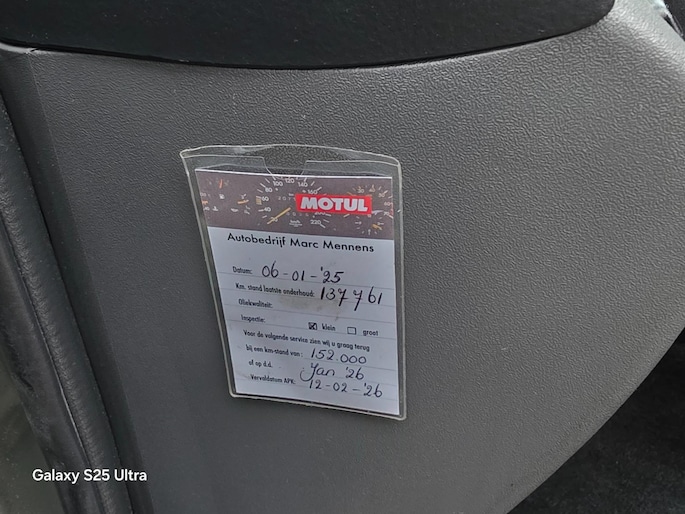 MOTUL
Autobedrijf Marc Mennens
Datum: 06-01-'25
Km. stand laatste onderhoud: 137761
Oliekwaliteit:
Inspectie: ☒ klein ☐ groot
Voor de volgende service zien wij u graag terug
bij een km-stand van: 152.000
of op d.d. Jan '26
Vervaldatum APK: 12-02-'26
Galaxy S25 Ultra